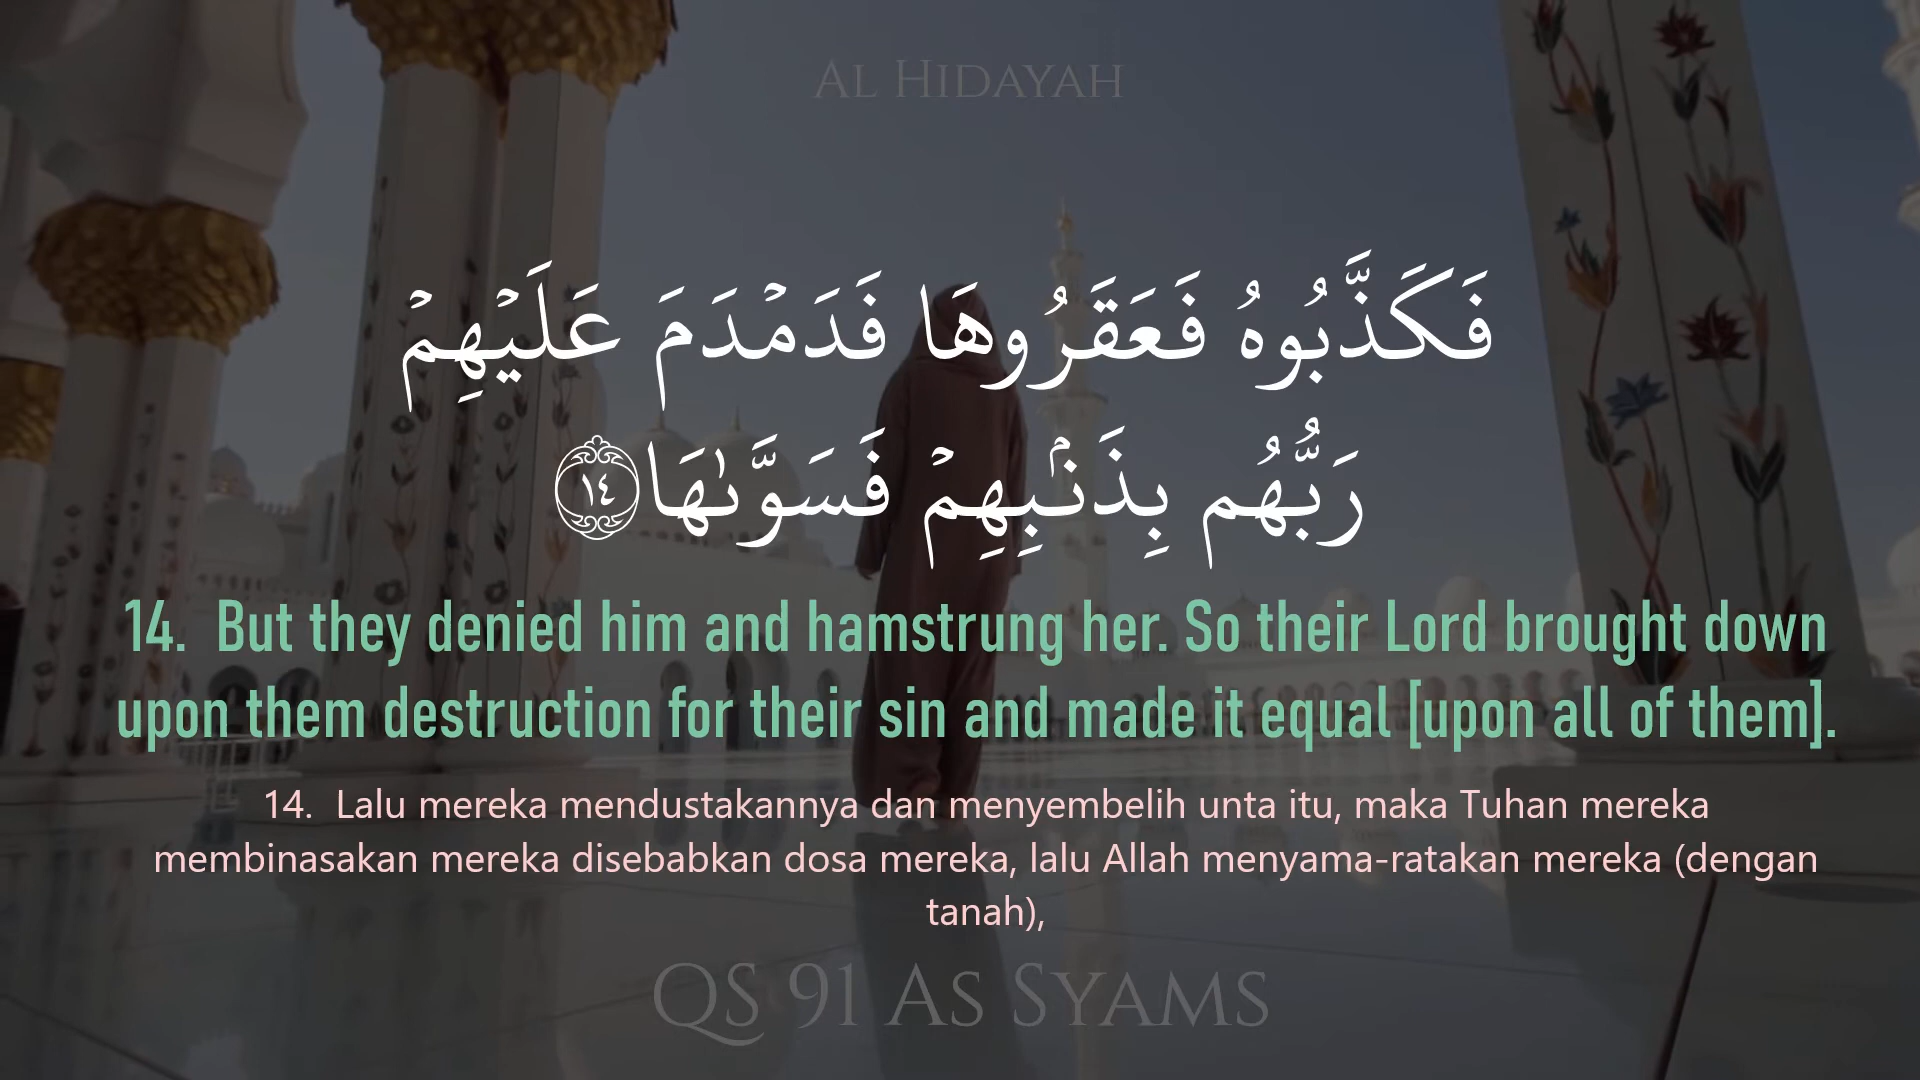 AL HIDAYAH
فَكَذَّبُوهُ فَعَقَرُوهَا فَدَمۡدَمَ عَلَيۡهِمۡ
رَبُّهُم بِذَنۢبِهِمۡ فَسَوَّىٰهَا ١٤
14. But they denied him and hamstrung her. So their Lord brought down
upon them destruction for their sin and made it equal [upon all of them].
14. Lalu mereka mendustakannya dan menyembelih unta itu, maka Tuhan mereka
membinasakan mereka disebabkan dosa mereka, lalu Allah menyama-ratakan mereka (dengan
tanah),
QS 91 AS SYAMS